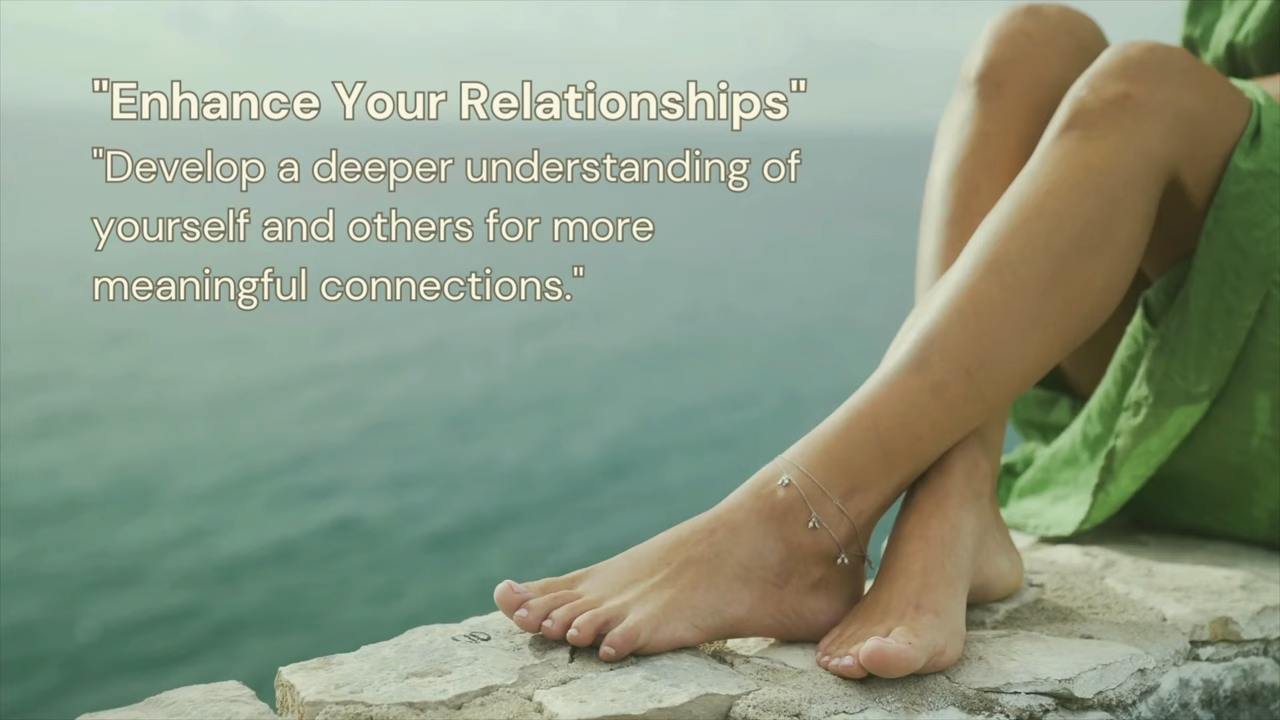 "Enhance Your Relationships"
"Develop a deeper understanding of
yourself and others for more
meaningful connections."